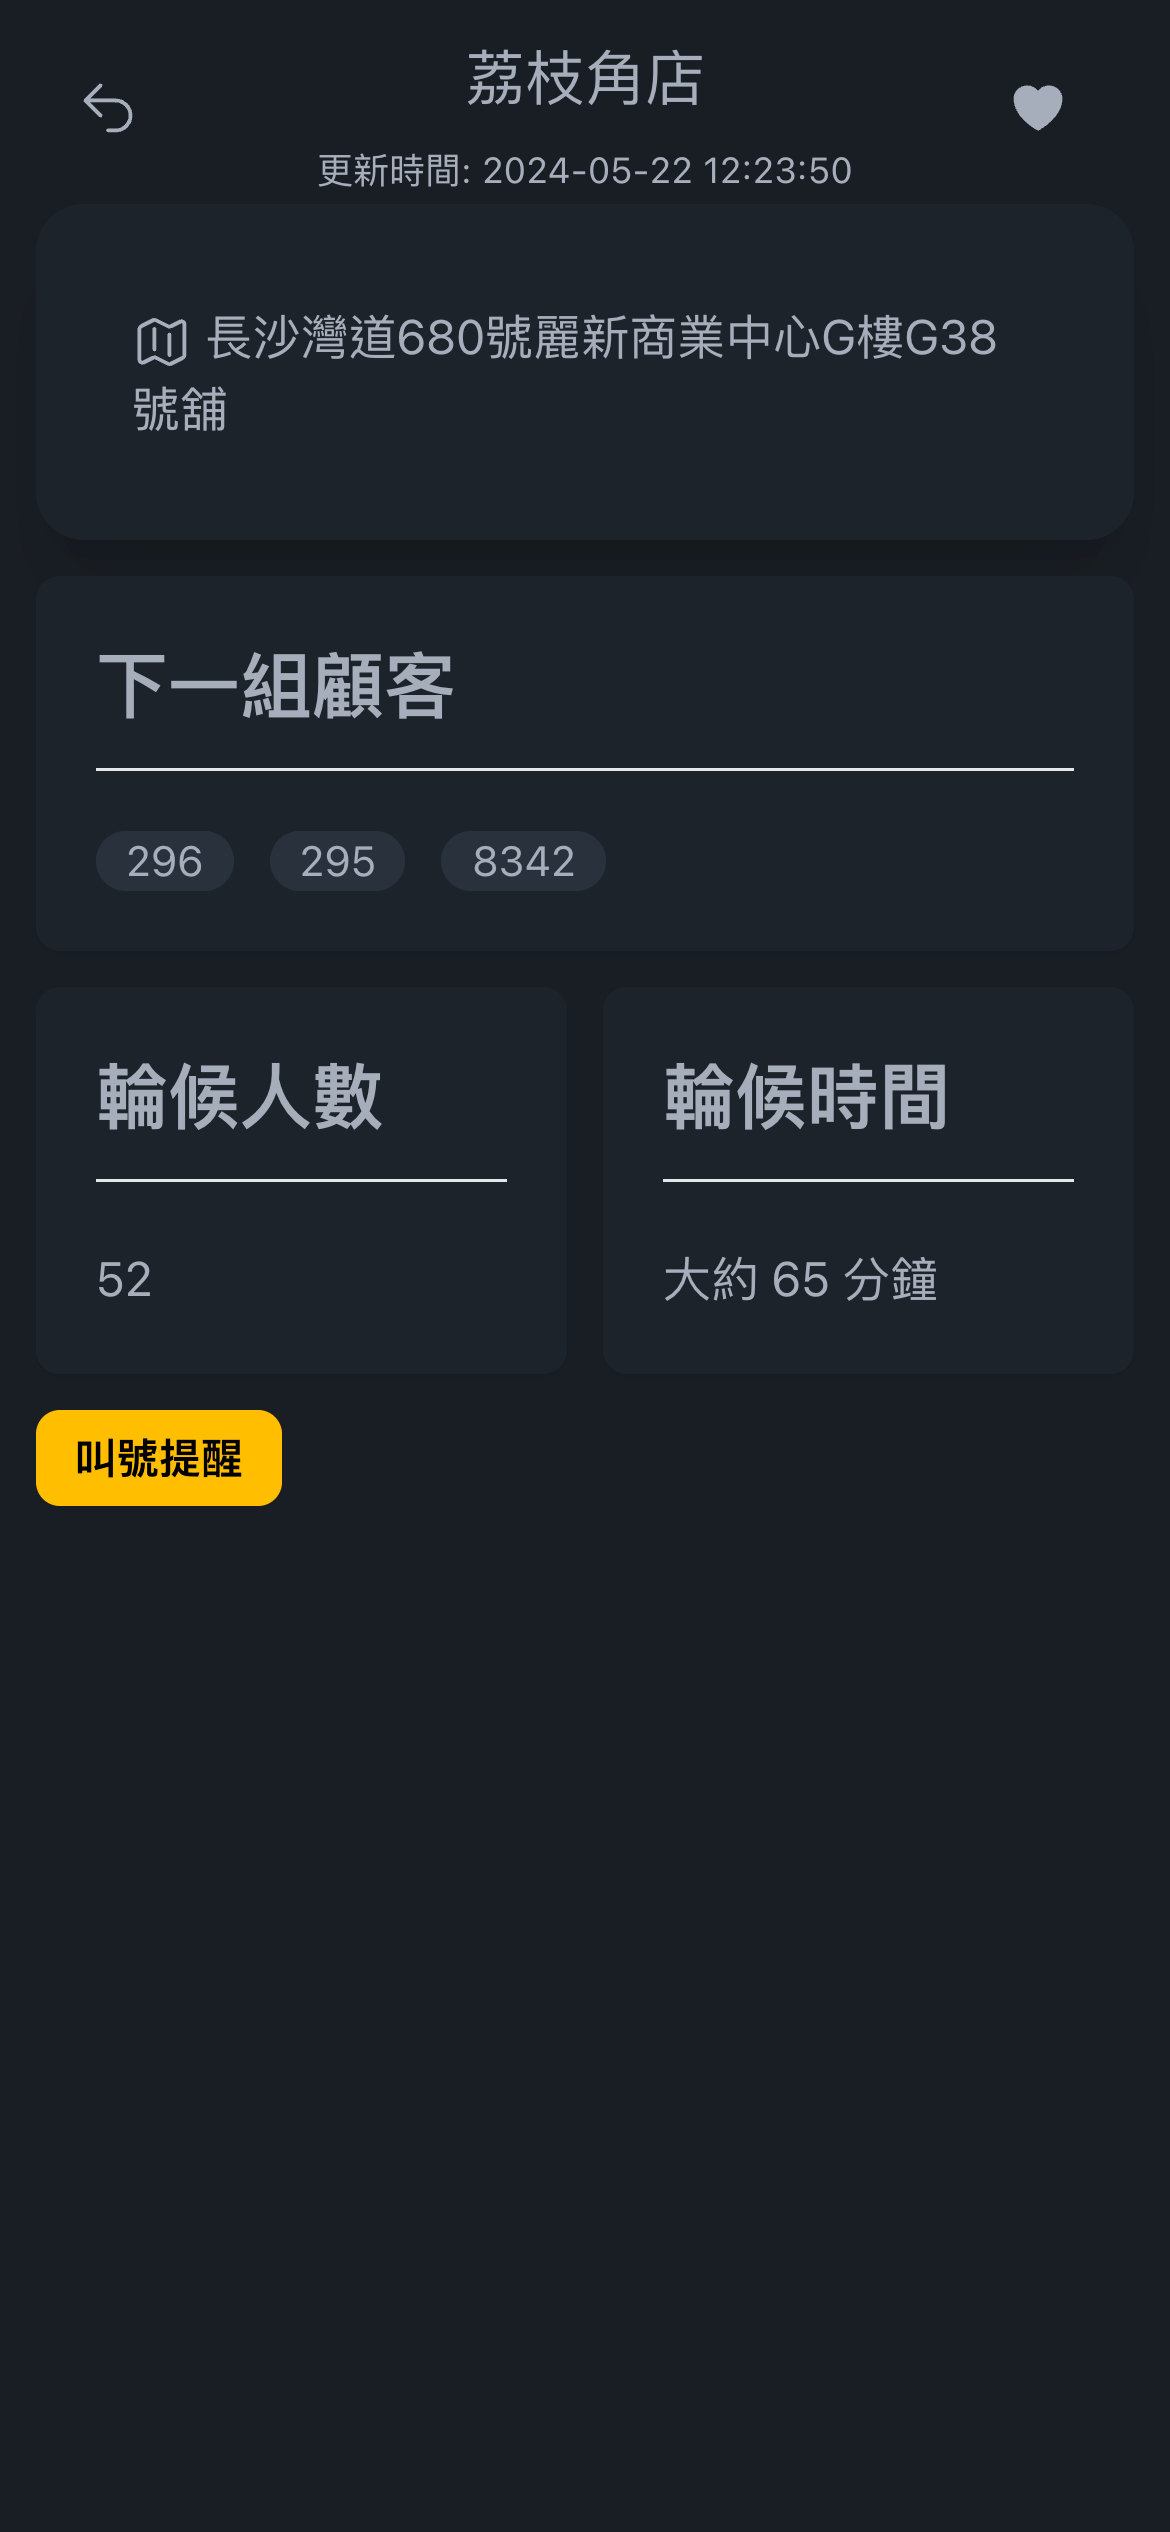 荔枝角店
更新時間: 2024-05-22 12:23:50
長沙灣道680號麗新商業中心G樓G38
號舖
下一組顧客
296 295 8342
輪候人數
52
輪候時間
大約 65 分鐘
叫號提醒